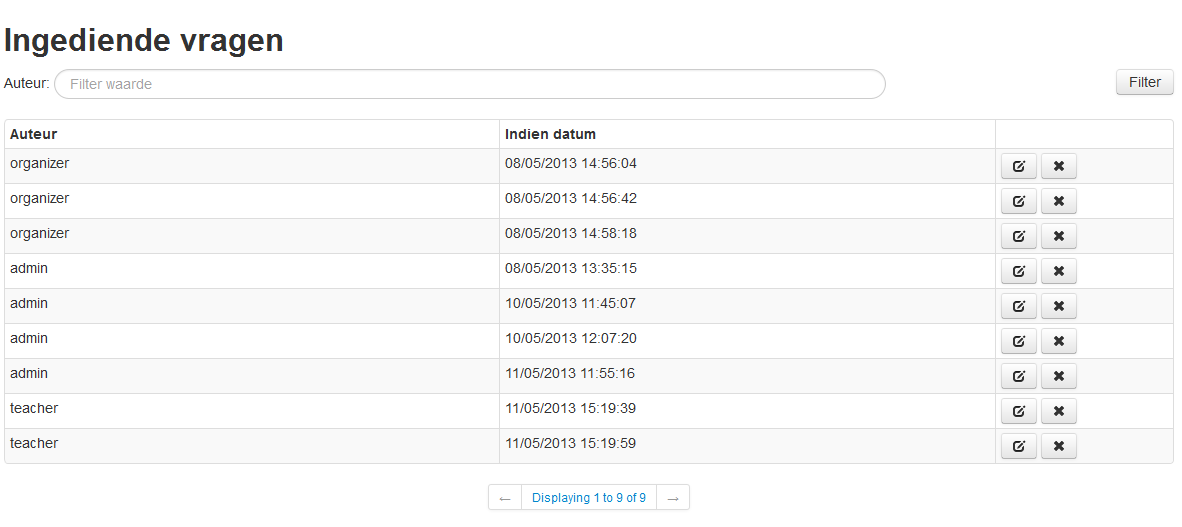 Ingediende vragen
Auteur: Filter waarde Filter
Auteur Indien datum
organizer 08/05/2013 14:56:04
organizer 08/05/2013 14:56:42
organizer 08/05/2013 14:58:18
admin 08/05/2013 13:35:15
admin 10/05/2013 11:45:07
admin 10/05/2013 12:07:20
admin 11/05/2013 11:55:16
teacher 11/05/2013 15:19:39
teacher 11/05/2013 15:19:59
← Displaying 1 to 9 of 9 →